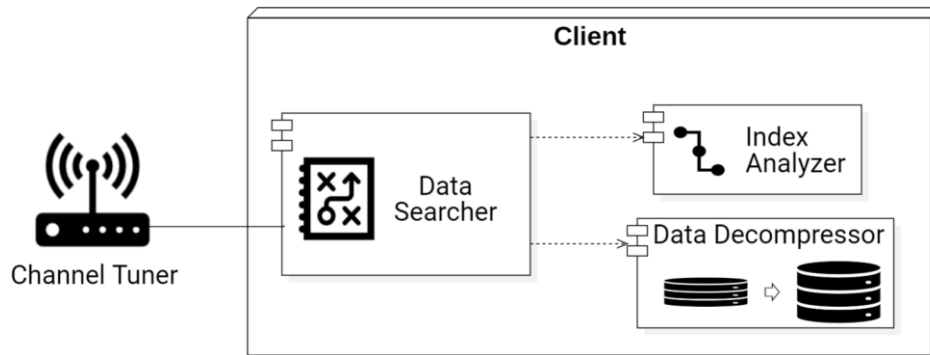 Client
Channel Tuner
Data
Searcher
Index
Analyzer
Data Decompressor